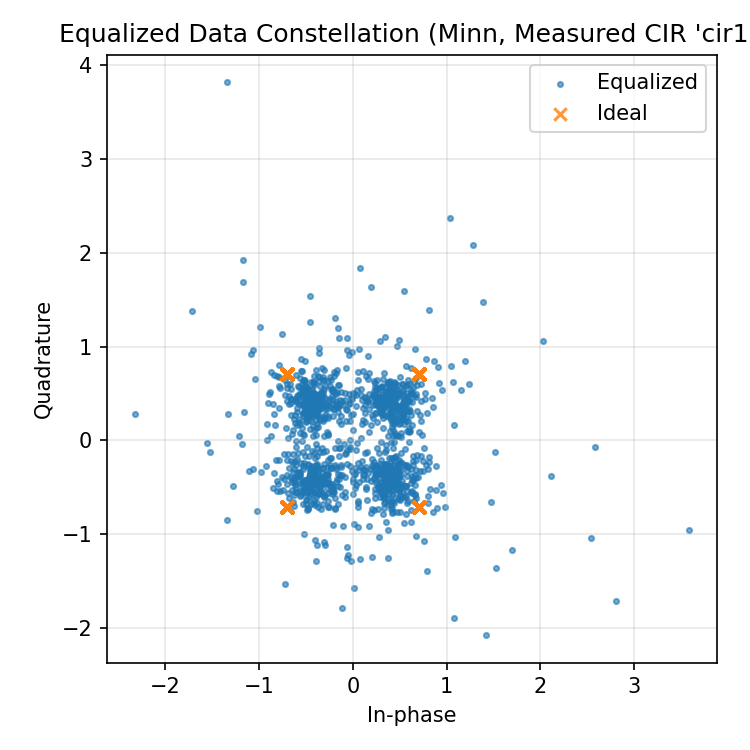 Equalized Data Constellation (Minn, Measured CIR 'cir1
Equalized
Ideal
4
3
2
1
0
−1
−2
Quadrature
−2 −1 0 1 2 3
In-phase